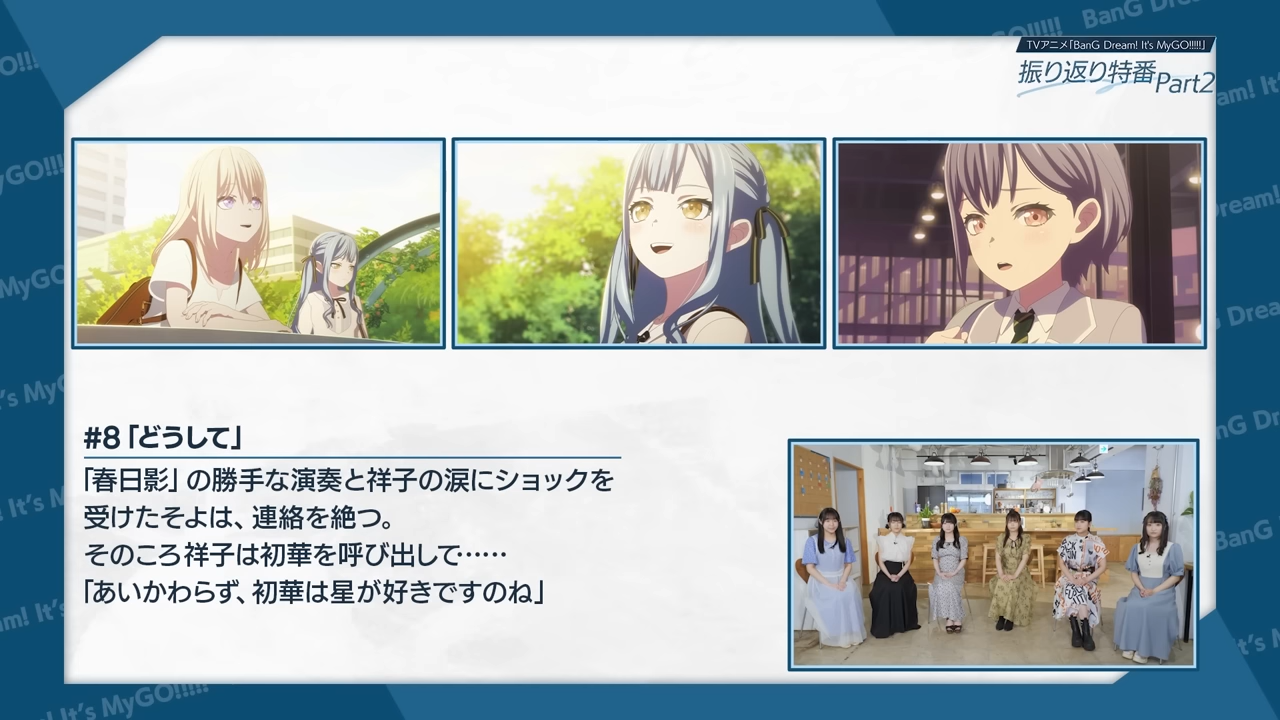 TVアニメ「BanG Dream! It's MyGO!!!!!」
振り返り特番Part2
#8「どうして」
「春日影」の勝手な演奏と祥子の涙にショックを
受けたそよは、連絡を絶つ。
そのころ祥子は初華を呼び出して……
「あいかわらず、初華は星が好きですのね」